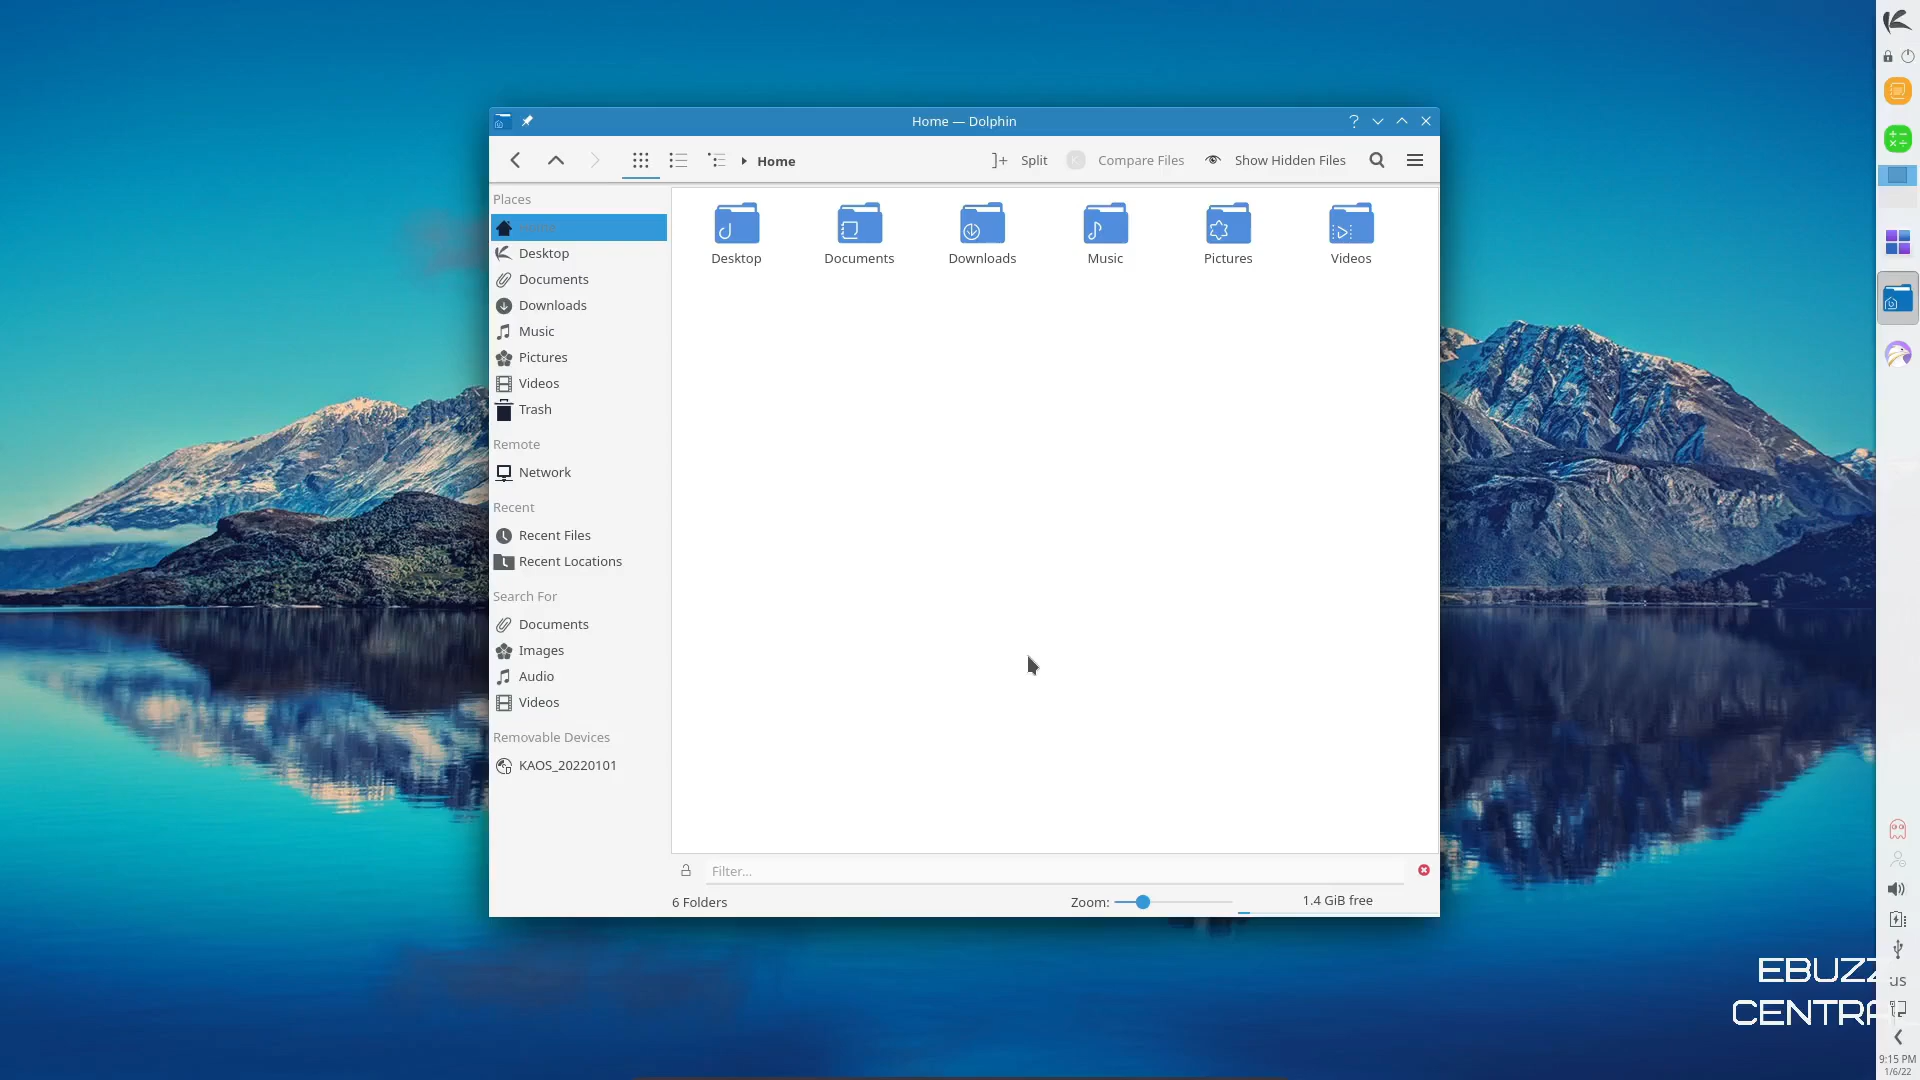 Home — Dolphin
Home
Split
Compare Files
Show Hidden Files
Places
Home
Desktop
Documents
Downloads
Music
Pictures
Videos
Trash
Remote
Network
Recent
Recent Files
Recent Locations
Search For
Documents
Images
Audio
Videos
Removable Devices
KAOS_20220101
Desktop
Documents
Downloads
Music
Pictures
Videos
Filter...
6 Folders
Zoom:
1.4 GiB free
EBUZZ
CENTRAL
us
9:15 PM
1/6/22